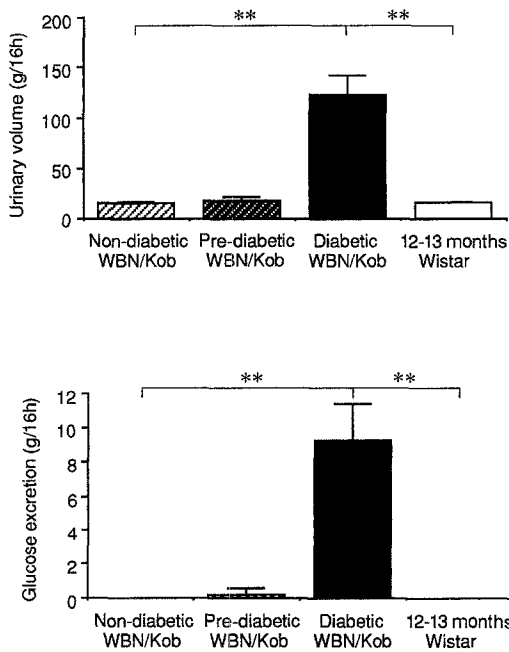 ** **
200
150
100
50
0
Urinary volume (g/16h)
Non-diabetic Pre-diabetic Diabetic 12-13 months
WBN/Kob WBN/Kob WBN/Kob Wistar
** **
12
10
8
6
4
2
0
Glucose excretion (g/16h)
Non-diabetic Pre-diabetic Diabetic 12-13 months
WBN/Kob WBN/Kob WBN/Kob Wistar